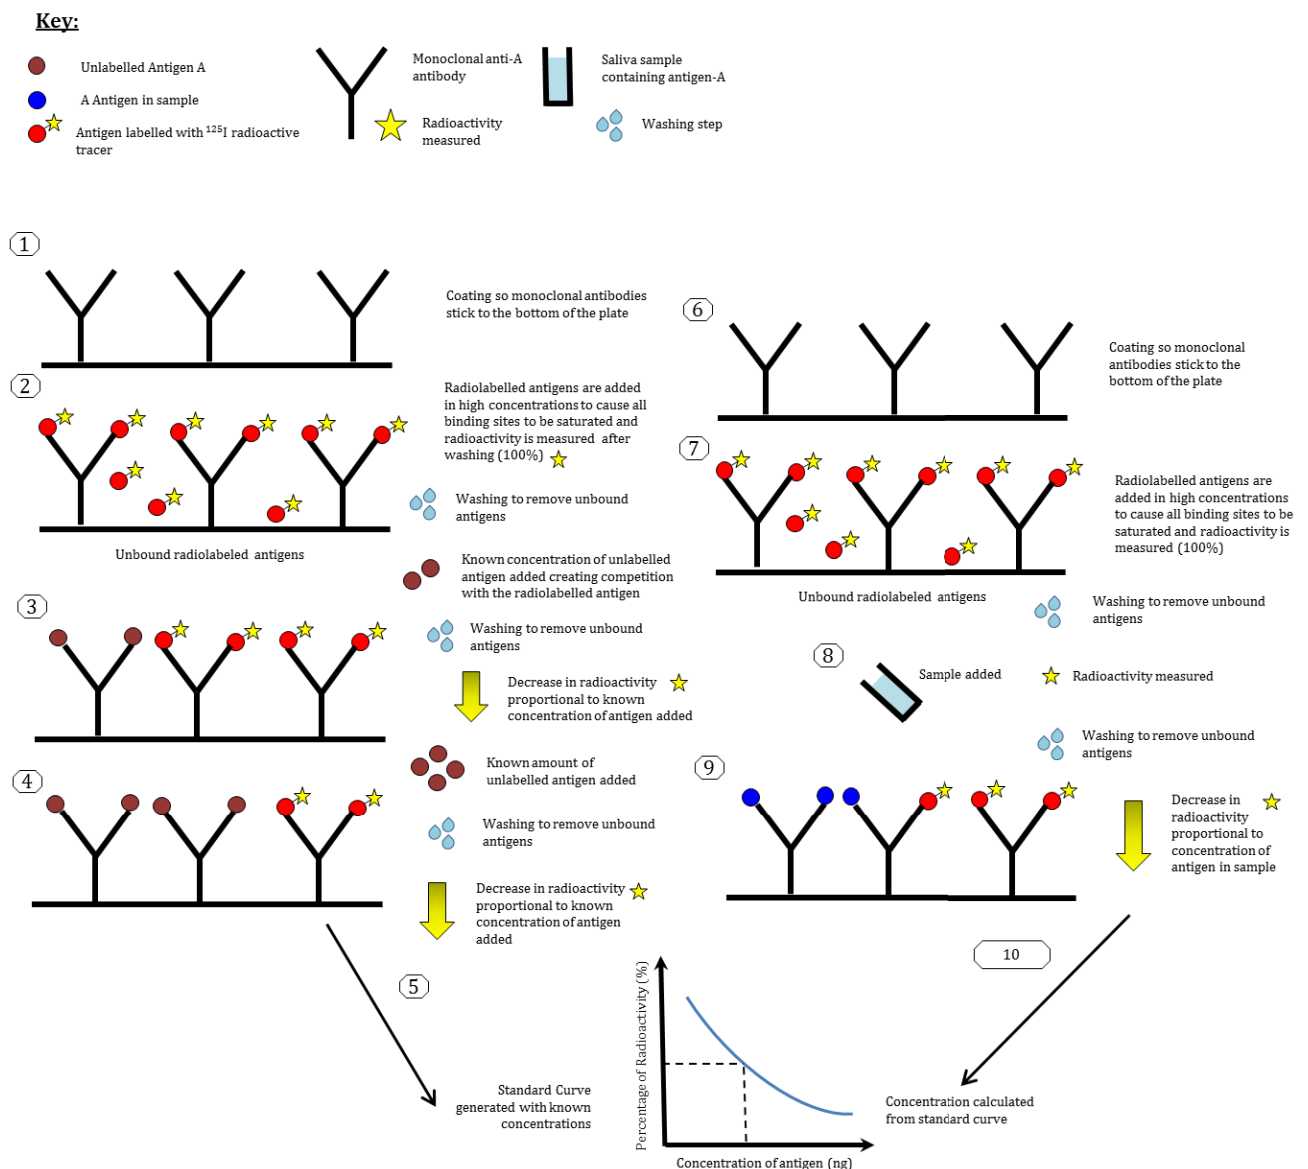 Key:
Unlabelled Antigen A
A Antigen in sample
Antigen labelled with ¹²⁵I radioactive
tracer
Monoclonal anti-A
antibody
Radioactivity
measured
Saliva sample
containing antigen-A
Washing step
1
Coating so monoclonal antibodies
stick to the bottom of the plate
2
Radiolabelled antigens are added
in high concentrations to cause all
binding sites to be saturated and
radioactivity is measured after
washing (100%)
Washing to remove unbound
antigens
Unbound radiolabeled antigens
Known concentration of unlabelled
antigen added creating competition
with the radiolabelled antigen
3
Washing to remove unbound
antigens
Decrease in radioactivity
proportional to known
concentration of antigen added
4
Known amount of
unlabelled antigen added
Washing to remove unbound
antigens
Decrease in radioactivity
proportional to known
concentration of antigen
added
5
Standard Curve
generated with known
concentrations
6
Coating so monoclonal
antibodies stick to the
bottom of the plate
7
Radiolabelled antigens are
added in high concentrations
to cause all binding sites to be
saturated and radioactivity is
measured (100%)
Unbound radiolabeled antigens
Washing to remove unbound
antigens
8
Sample added
Radioactivity measured
Washing to remove unbound
antigens
9
Decrease in
radioactivity
proportional to
concentration of
antigen in sample
10
Percentage of Radioactivity (%)
Concentration of antigen (ng)
Concentration calculated
from standard curve